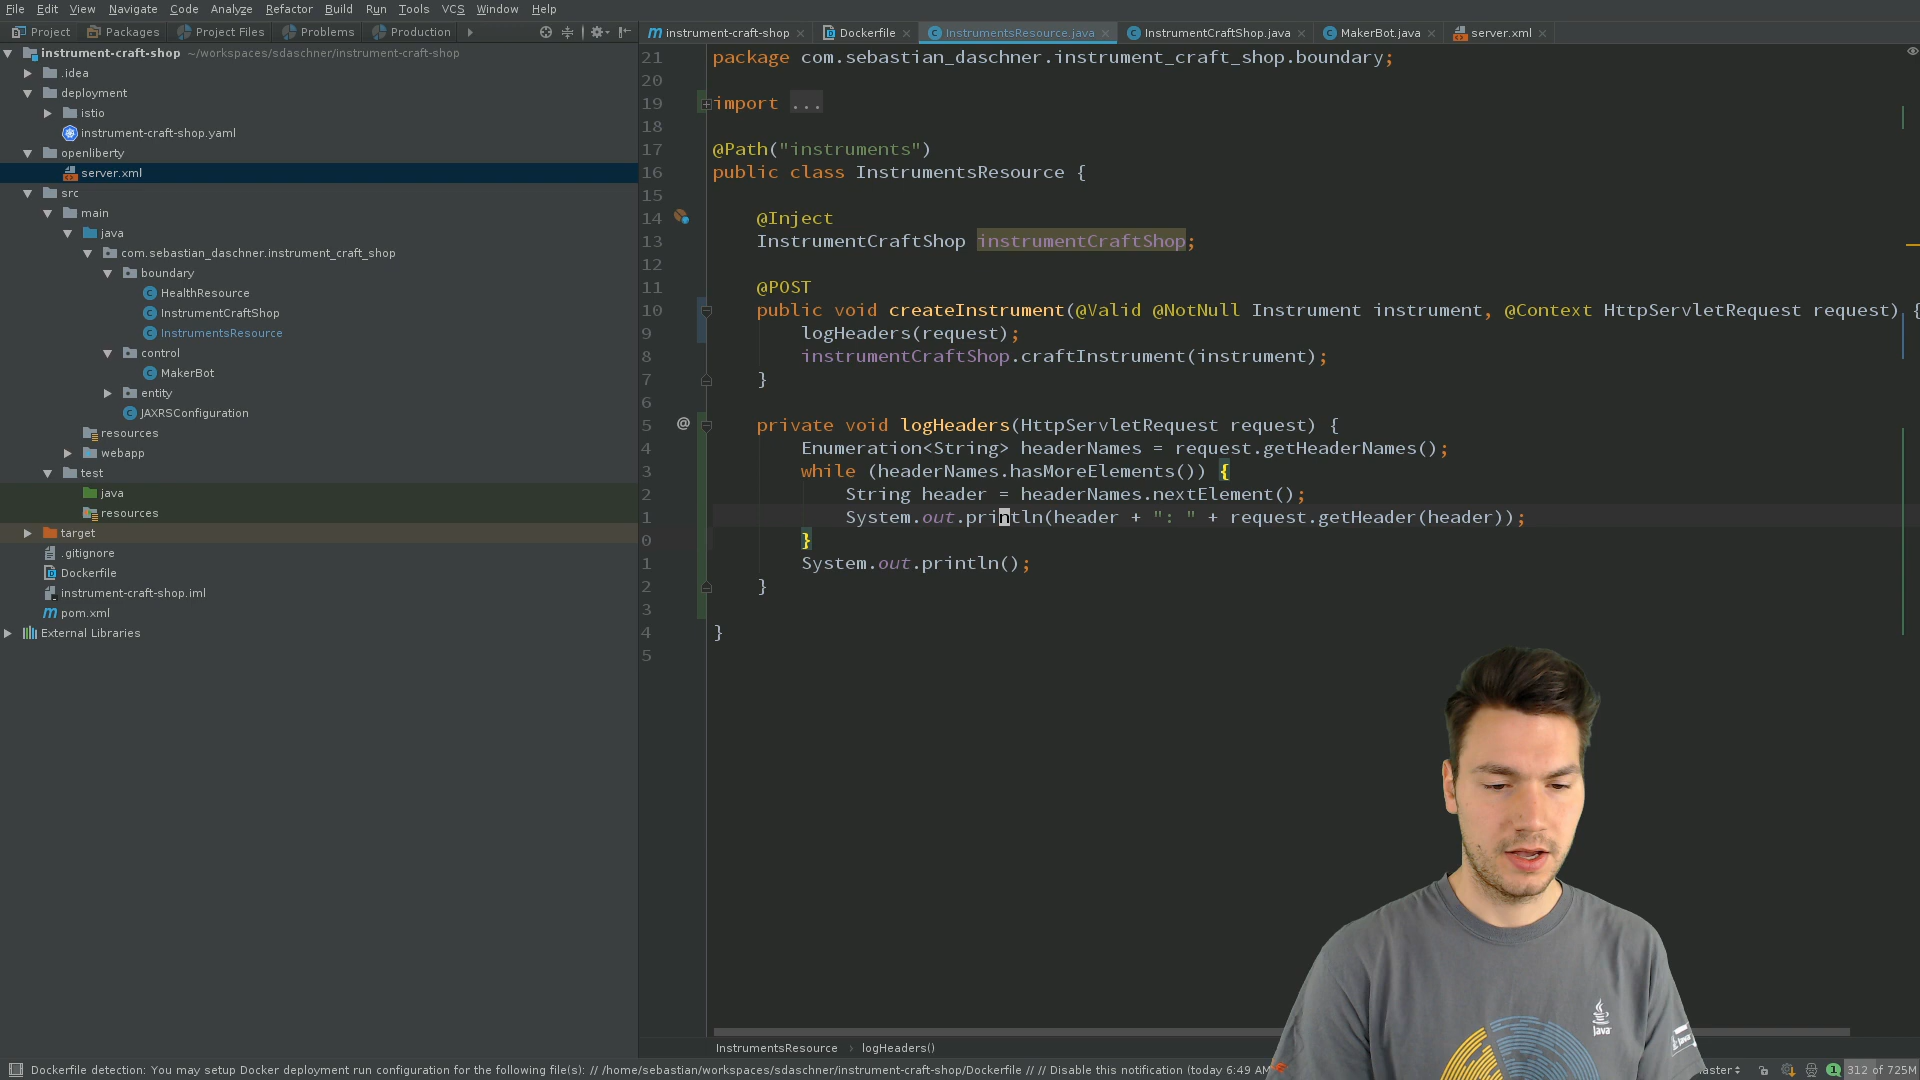 File Edit View Navigate Code Analyze Refactor Build Run Tools VCS Window Help
Project Packages Project Files Problems Production
instrument-craft-shop Dockerfile InstrumentsResource.java InstrumentCraftShop.java MakerBot.java server.xml
instrument-craft-shop ~/workspaces/sdaschner/instrument-craft-shop
.idea
deployment
istio
instrument-craft-shop.yaml
openliberty
server.xml
src
main
java
com.sebastian_daschner.instrument_craft_shop
boundary
HealthResource
InstrumentCraftShop
InstrumentsResource
control
MakerBot
entity
JAXRSConfiguration
resources
webapp
test
java
resources
target
.gitignore
Dockerfile
instrument-craft-shop.iml
pom.xml
External Libraries
21 package com.sebastian_daschner.instrument_craft_shop.boundary;
20
19 import ...
18
17 @Path("instruments")
16 public class InstrumentsResource {
15
14 @Inject
13 InstrumentCraftShop instrumentCraftShop;
12
11 @POST
10 public void createInstrument(@Valid @NotNull Instrument instrument, @Context HttpServletRequest request) {
9 logHeaders(request);
8 instrumentCraftShop.craftInstrument(instrument);
7 }
6
5 @ private void logHeaders(HttpServletRequest request) {
4 Enumeration<String> headerNames = request.getHeaderNames();
3 while (headerNames.hasMoreElements()) {
2 String header = headerNames.nextElement();
1 System.out.println(header + ": " + request.getHeader(header));
0 }
1 System.out.println();
2 }
3
4 }
5
Java
InstrumentsResource › logHeaders()
Dockerfile detection: You may setup Docker deployment run configuration for the following file(s): // /home/sebastian/workspaces/sdaschner/instrument-craft-shop/Dockerfile // // Disable this notification (today 6:49 AM
1 312 of 725M